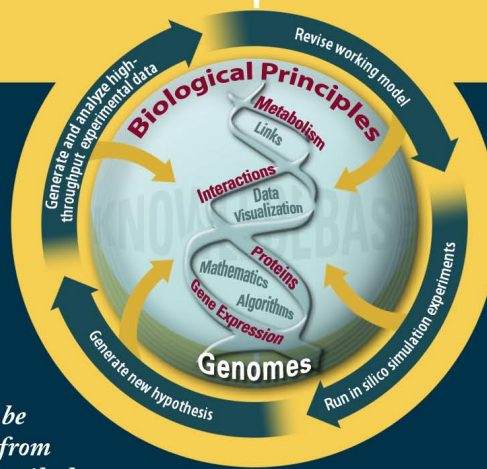 Revise working model
Generate and analyze high-
throughput experimental data
Biological Principles
Metabolism
Links
Interactions
Data
Visualization
Proteins
Mathematics
Algorithms
Gene Expression
Genomes
Run in silico simulation experiments
Generate new hypothesis
be
from